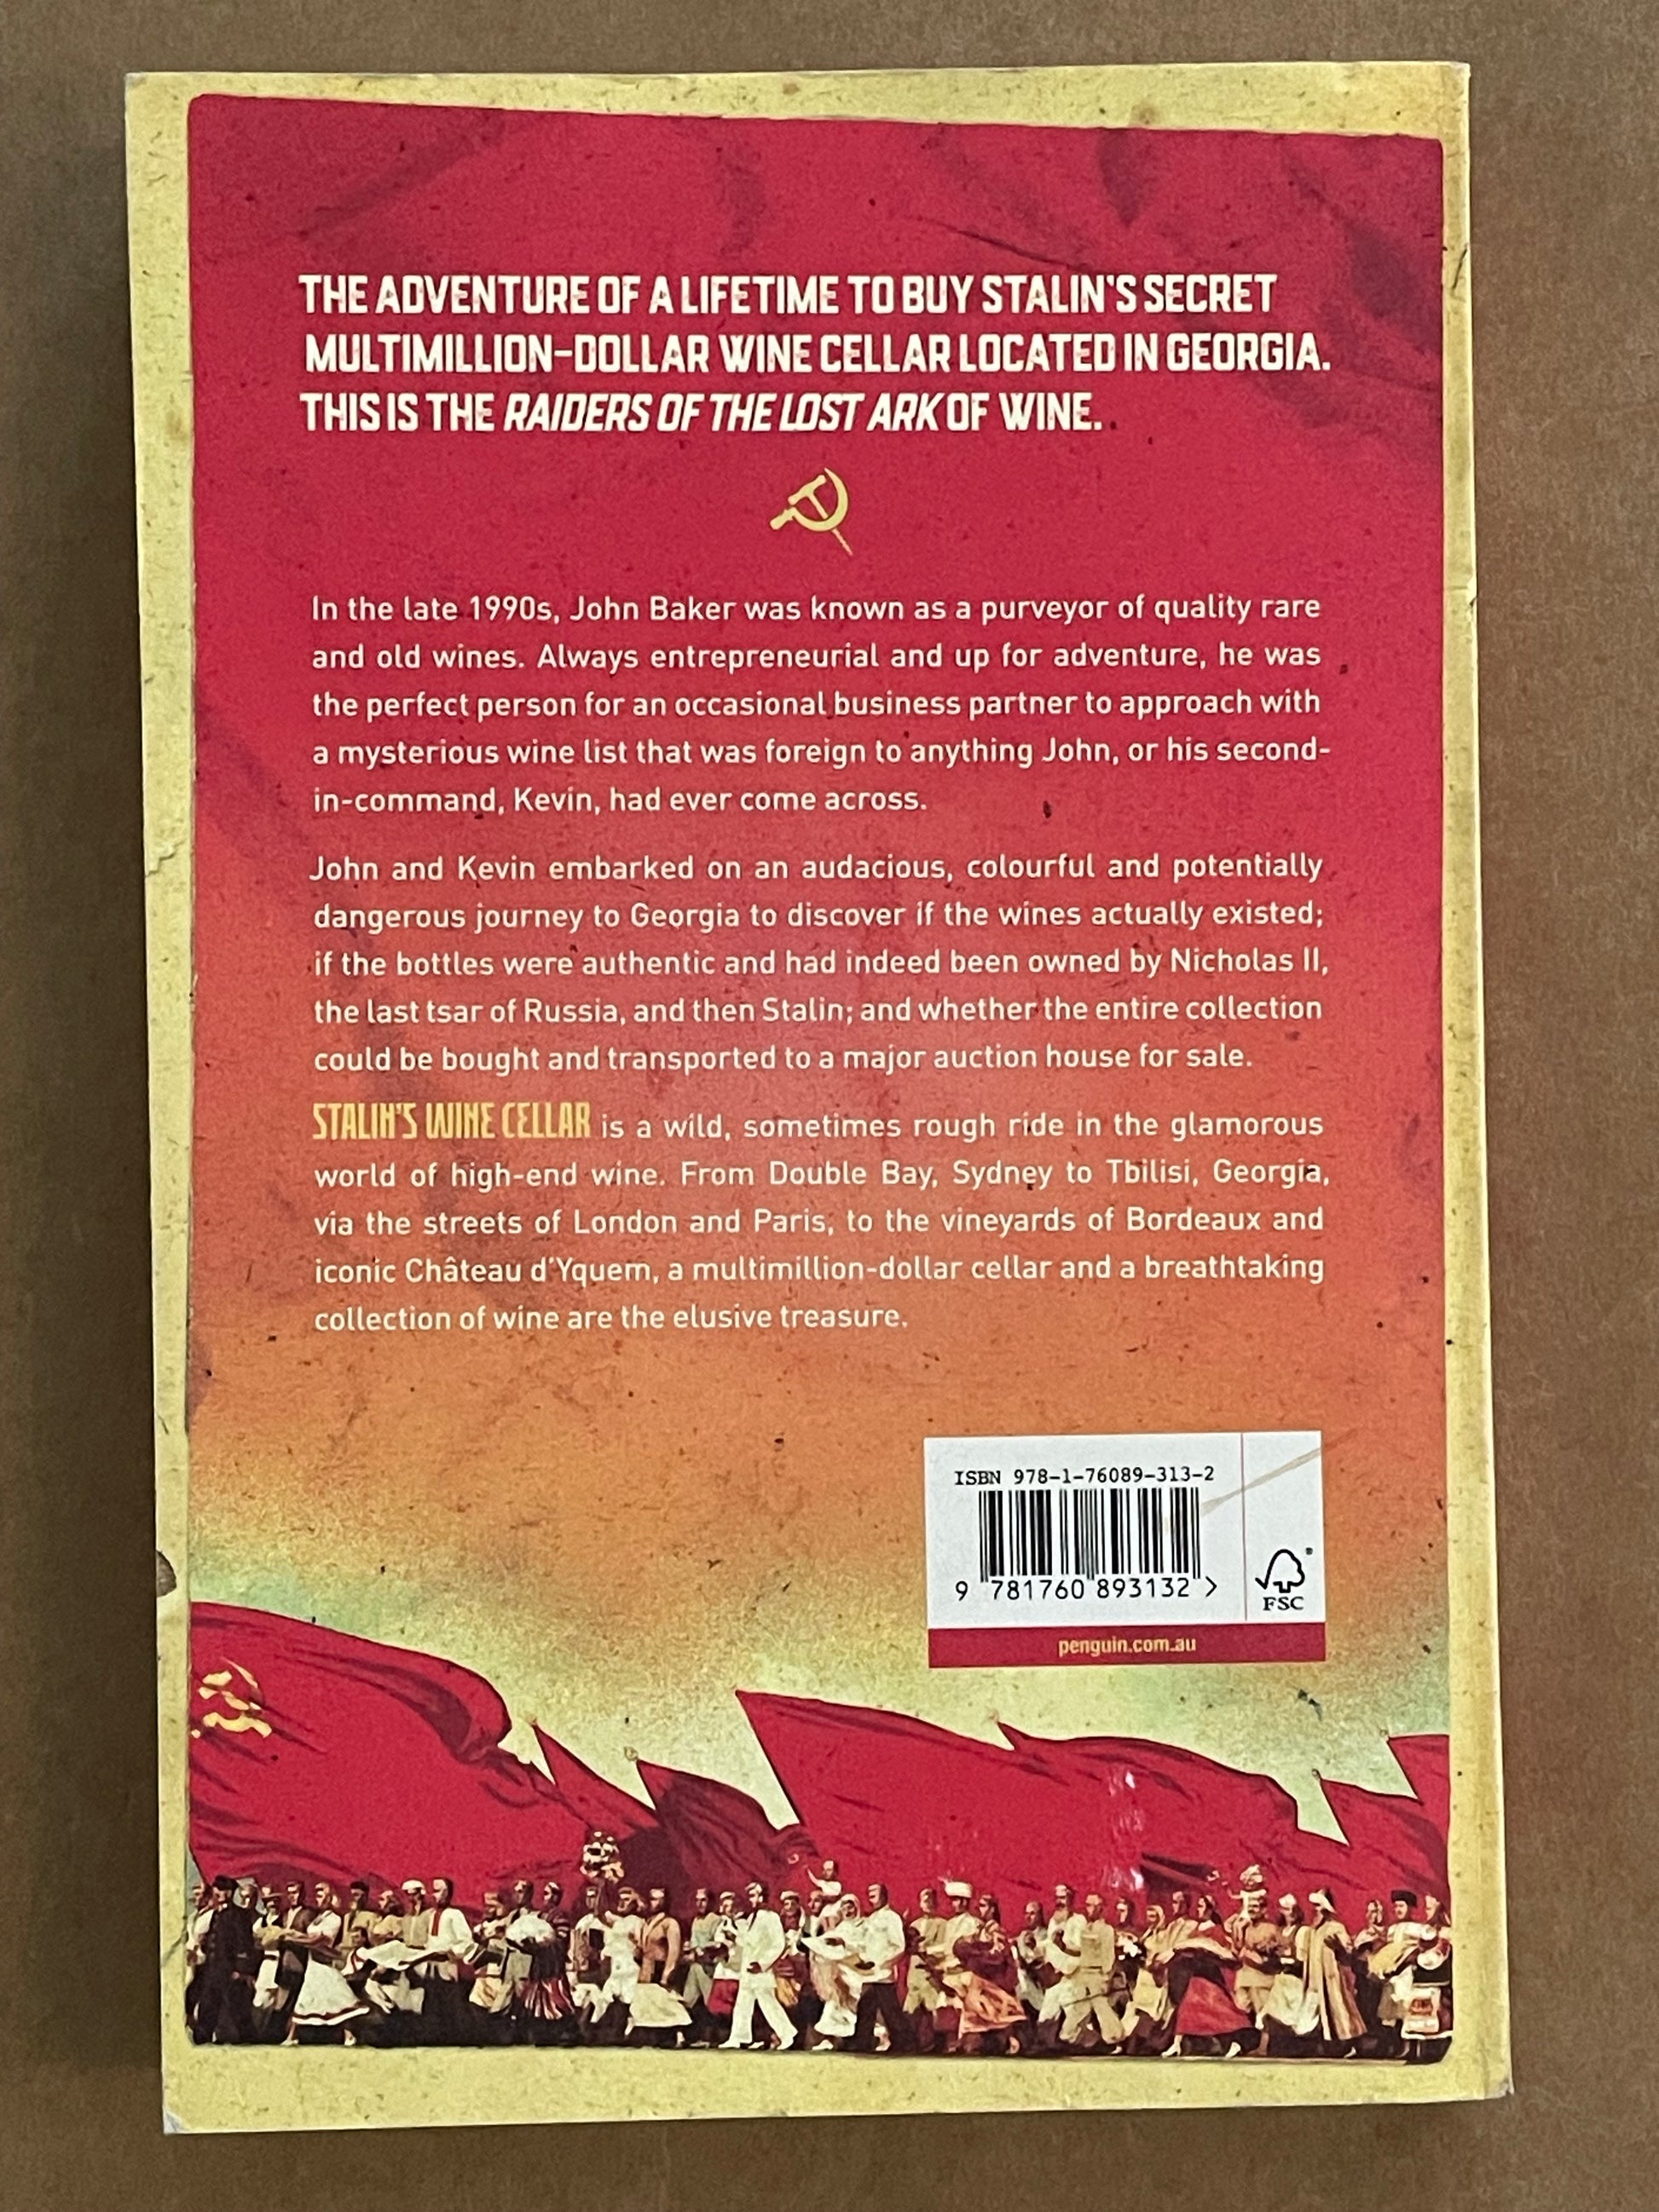 THE ADVENTURE OF A LIFETIME TO BUY STALIN'S SECRET
MULTIMILLION-DOLLAR WINE CELLAR LOCATED IN GEORGIA.
THIS IS THE RAIDERS OF THE LOST ARK OF WINE.
In the late 1990s, John Baker was known as a purveyor of quality rare
and old wines. Always entrepreneurial and up for adventure, he was
the perfect person for an occasional business partner to approach with
a mysterious wine list that was foreign to anything John, or his second-
in-command, Kevin, had ever come across.
John and Kevin embarked on an audacious, colourful and potentially
dangerous journey to Georgia to discover if the wines actually existed;
if the bottles were authentic and had indeed been owned by Nicholas II,
the last tsar of Russia, and then Stalin; and whether the entire collection
could be bought and transported to a major auction house for sale.
STALIN'S WINE CELLAR is a wild, sometimes rough ride in the glamorous
world of high-end wine. From Double Bay, Sydney to Tbilisi, Georgia,
via the streets of London and Paris, to the vineyards of Bordeaux and
iconic Château d'Yquem, a multimillion-dollar cellar and a breathtaking
collection of wine are the elusive treasure.
ISBN 978-1-76089-313-2
9 781760 893132 >
FSC
penguin.com.au